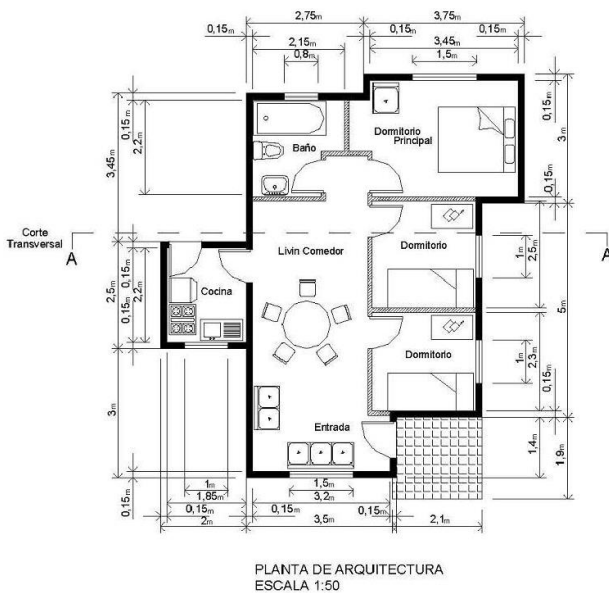 2,75m
3,75m
0,15m
0,15m
0,15m
2,15m
3,45m
0,8m
1,5m
0,15m
2,2m
3,45m
0,15m
3m
0,15m
Dormitorio
Principal
Baño
Corte
Transversal
A
A
Livin Comedor
Dormitorio
1m
2,5m
5m
Cocina
0,15m
2,2m
0,15m
2,5m
Dormitorio
1m
2,3m
0,15m
3m
Entrada
1,4m
1,9m
0,15m
1m
1,85m
0,15m
2m
1,5m
3,2m
0,15m
0,15m
3,5m
2,1m
PLANTA DE ARQUITECTURA
ESCALA 1:50